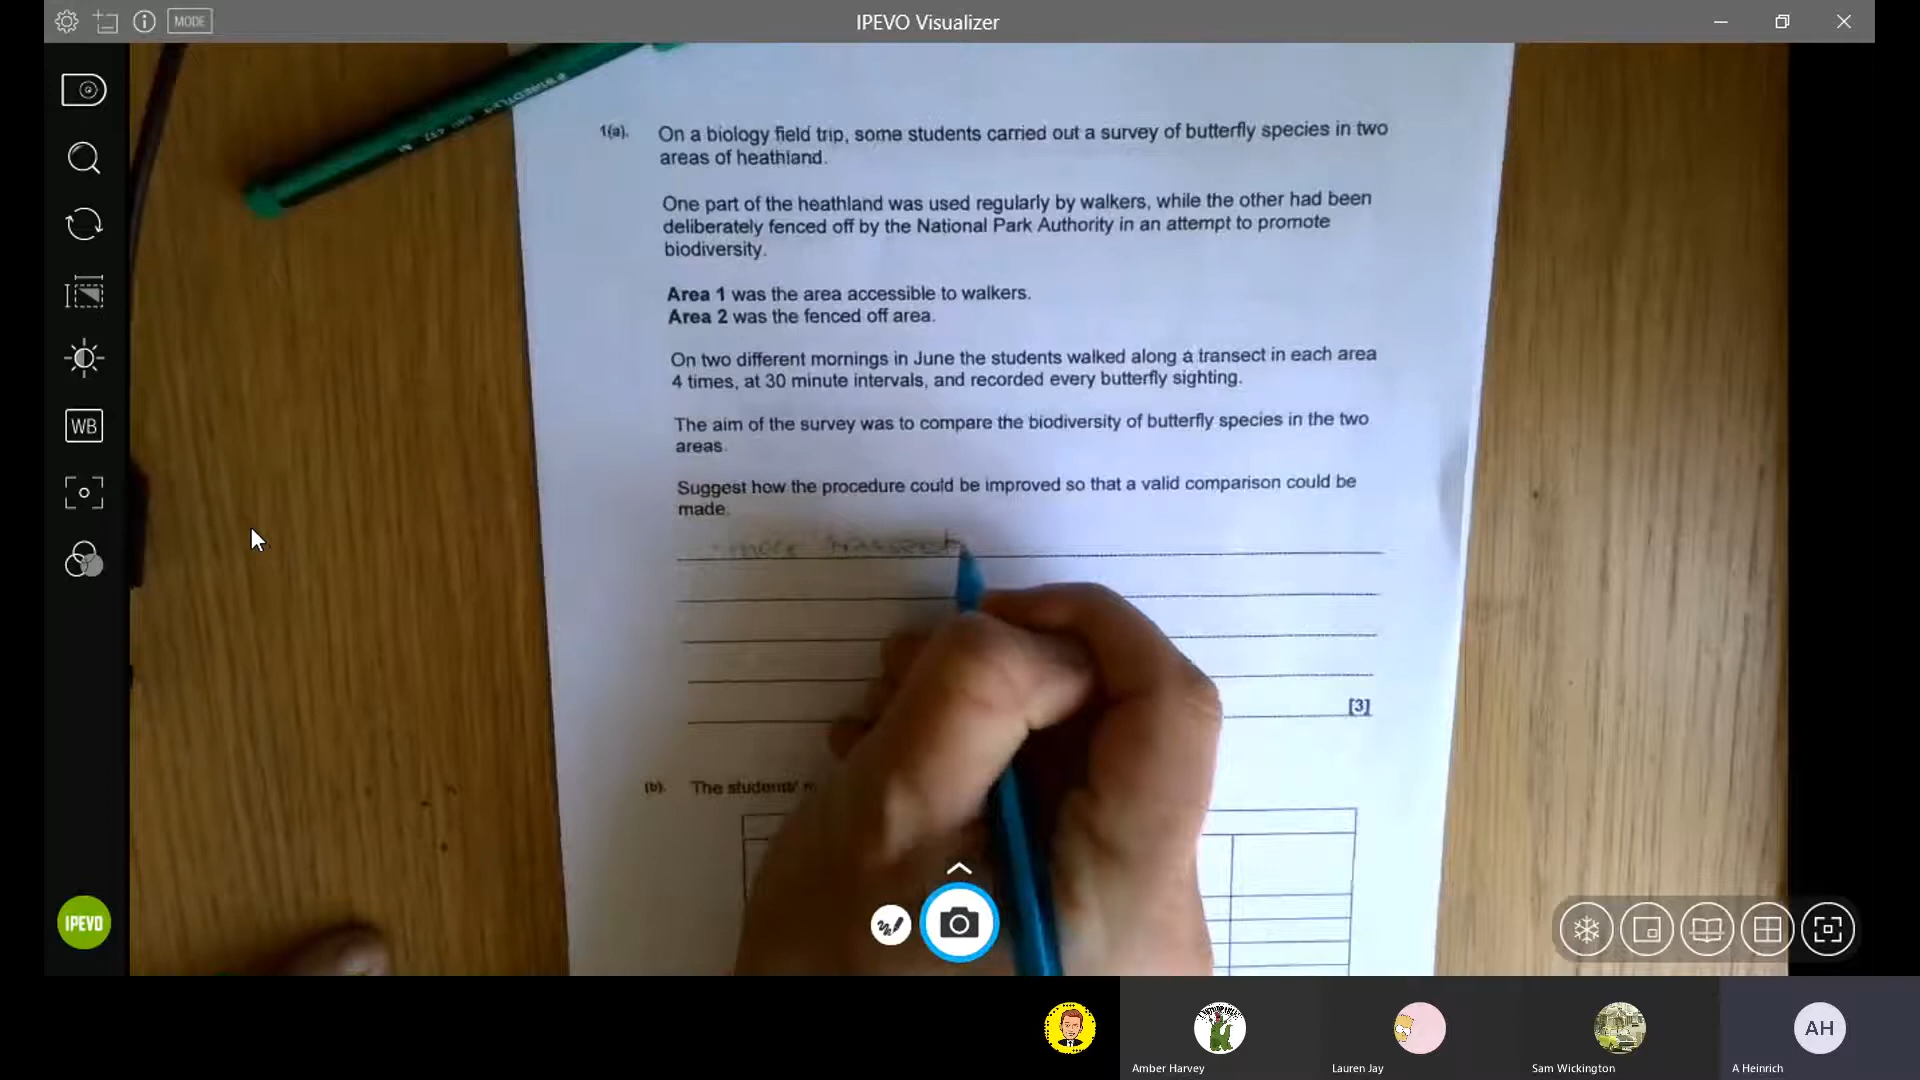 MODE
IPEVO Visualizer
STAEDTLER
1(a). On a biology field trip, some students carried out a survey of butterfly species in two
areas of heathland.
One part of the heathland was used regularly by walkers, while the other had been
deliberately fenced off by the National Park Authority in an attempt to promote
biodiversity.
Area 1 was the area accessible to walkers.
Area 2 was the fenced off area.
On two different mornings in June the students walked along a transect in each area
4 times, at 30 minute intervals, and recorded every butterfly sighting.
The aim of the survey was to compare the biodiversity of butterfly species in the two
areas.
Suggest how the procedure could be improved so that a valid comparison could be
made.
more transect
[3]
(b). The students'
WB
IPEVO
AH
Amber Harvey
Lauren Jay
Sam Wickington
A Heinrich